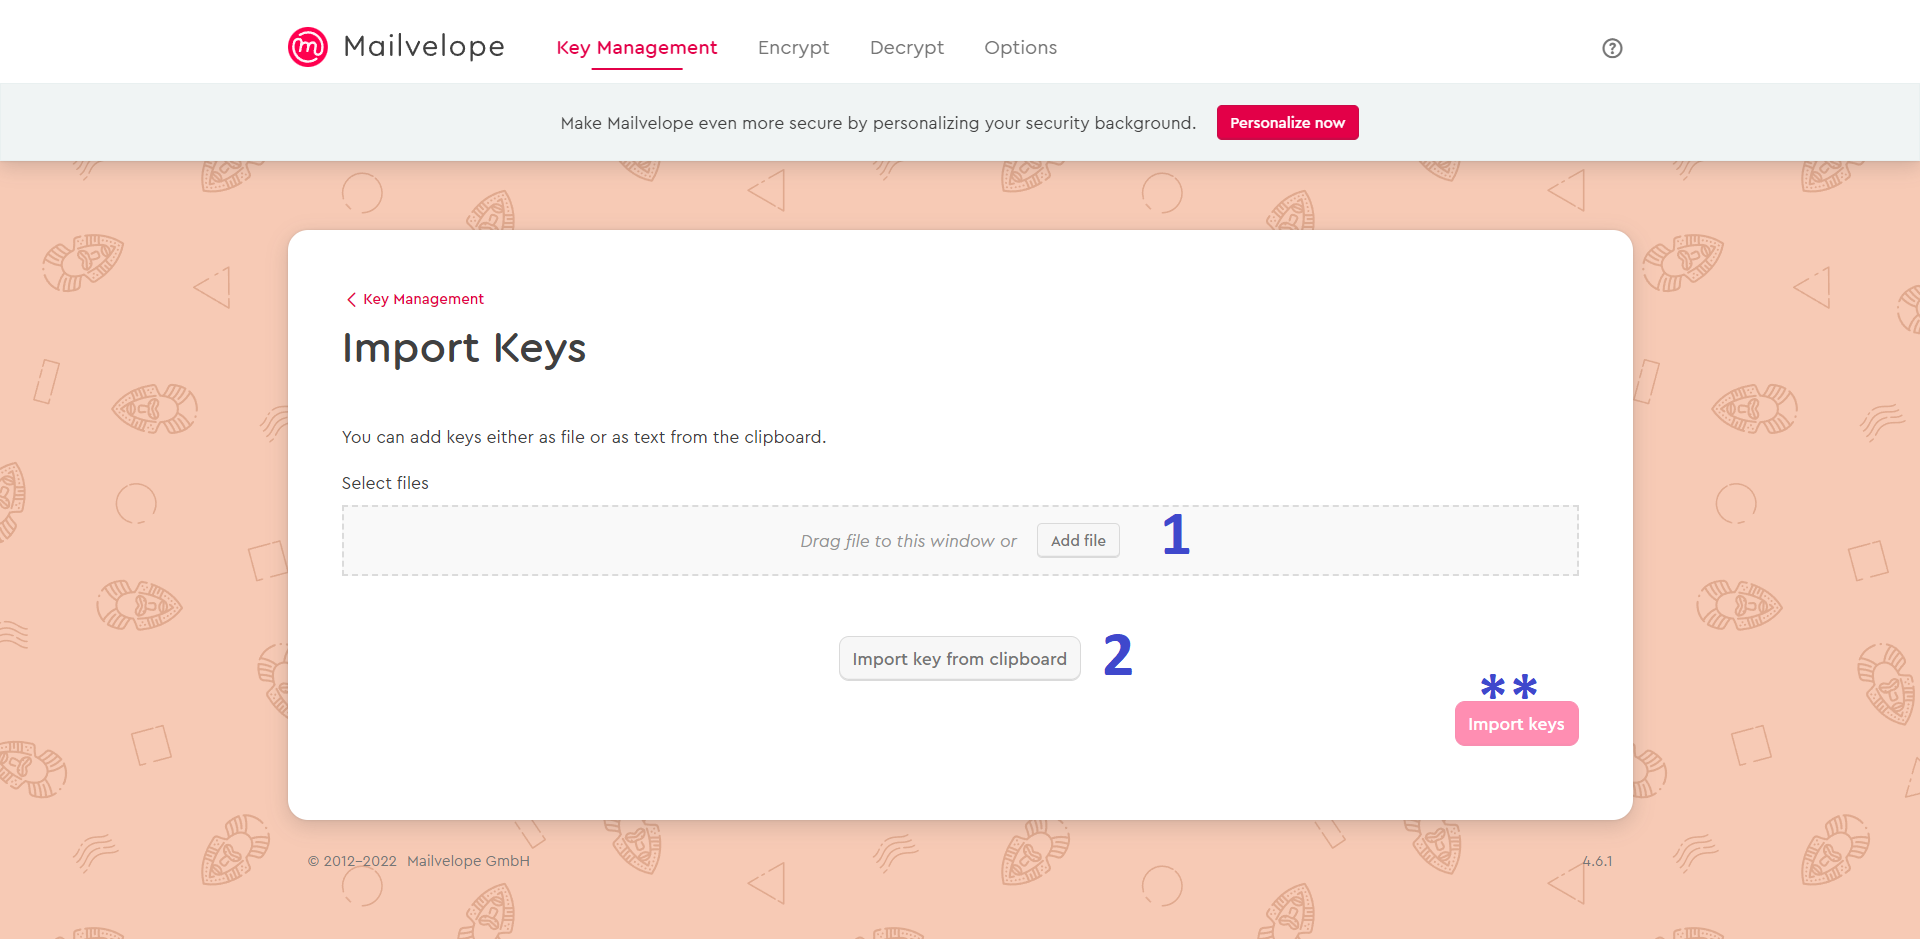 Mailvelope Key Management Encrypt Decrypt Options ?
Make Mailvelope even more secure by personalizing your security background. Personalize now
Key Management
Import Keys
You can add keys either as file or as text from the clipboard.
Select files
Drag file to this window or Add file 1
Import key from clipboard 2
**
Import keys
© 2012-2022 Mailvelope GmbH 4.6.1